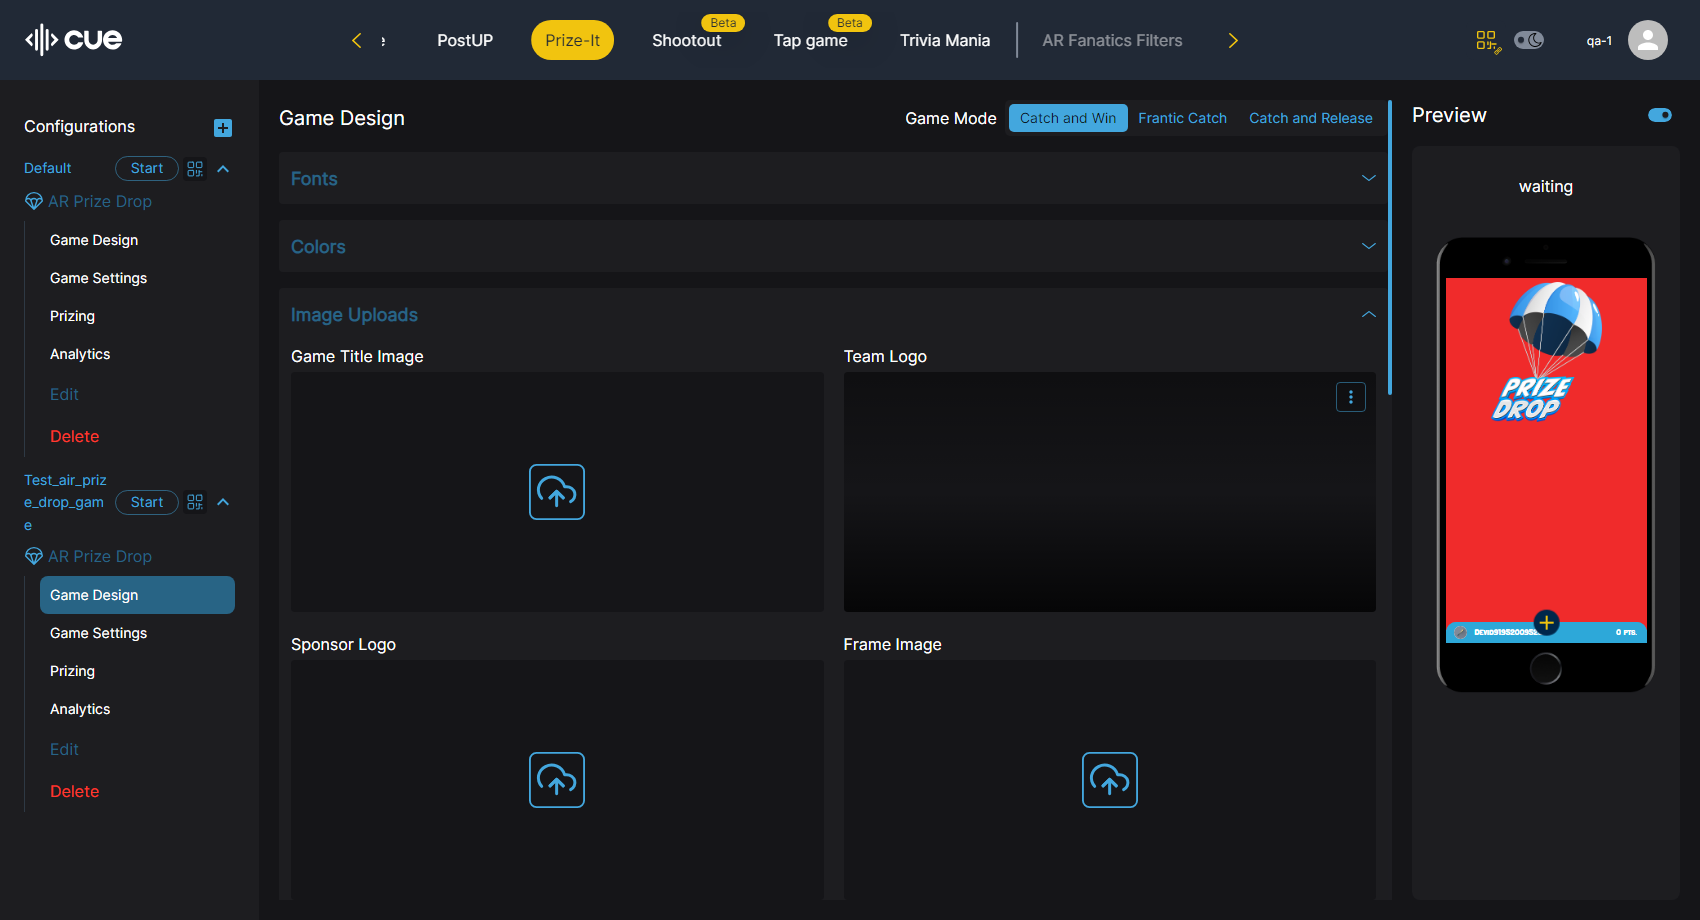 cue
PostUP
Prize-It
Shootout
Beta
Tap game
Beta
Trivia Mania
AR Fanatics Filters
qa-1
Configurations
Default
Start
AR Prize Drop
Game Design
Game Settings
Prizing
Analytics
Edit
Delete
Test_air_priz
e_drop_gam
e
Start
AR Prize Drop
Game Design
Game Settings
Prizing
Analytics
Edit
Delete
Game Design
Game Mode
Catch and Win
Frantic Catch
Catch and Release
Fonts
Colors
Image Uploads
Game Title Image
Team Logo
Sponsor Logo
Frame Image
Preview
waiting
PRIZE
DROP
0 PTS.